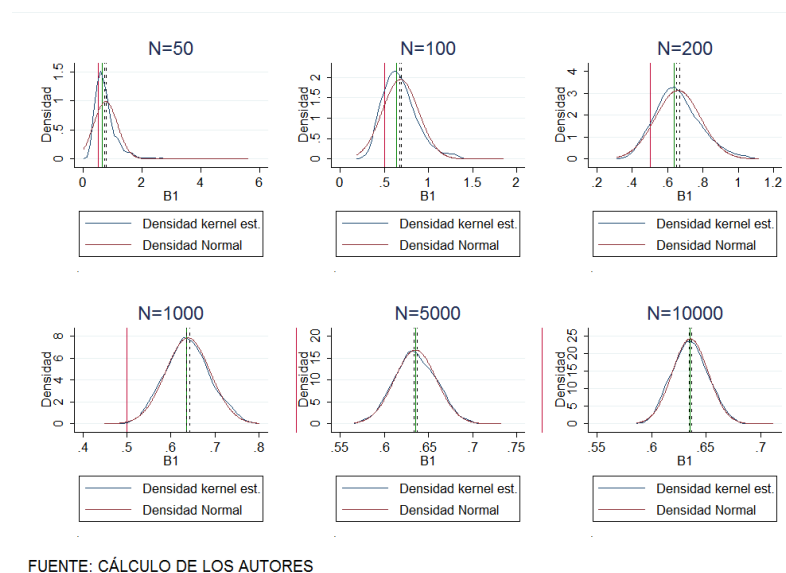 N=50
Densidad
0 .5 1 1.5
0 2 4 6
B1
Densidad kernel est.
Densidad Normal
N=100
Densidad
0 .5 1 1.5 2
0 .5 1 1.5 2
B1
Densidad kernel est.
Densidad Normal
N=200
Densidad
0 1 2 3 4
.2 .4 .6 .8 1 1.2
B1
Densidad kernel est.
Densidad Normal
N=1000
Densidad
0 2 4 6 8
.4 .5 .6 .7 .8
B1
Densidad kernel est.
Densidad Normal
N=5000
Densidad
0 5 10 15 20
.55 .6 .65 .7 .75
B1
Densidad kernel est.
Densidad Normal
N=10000
Densidad
0 5 10 15 20 25
.55 .6 .65 .7
B1
Densidad kernel est.
Densidad Normal
FUENTE: CÁLCULO DE LOS AUTORES